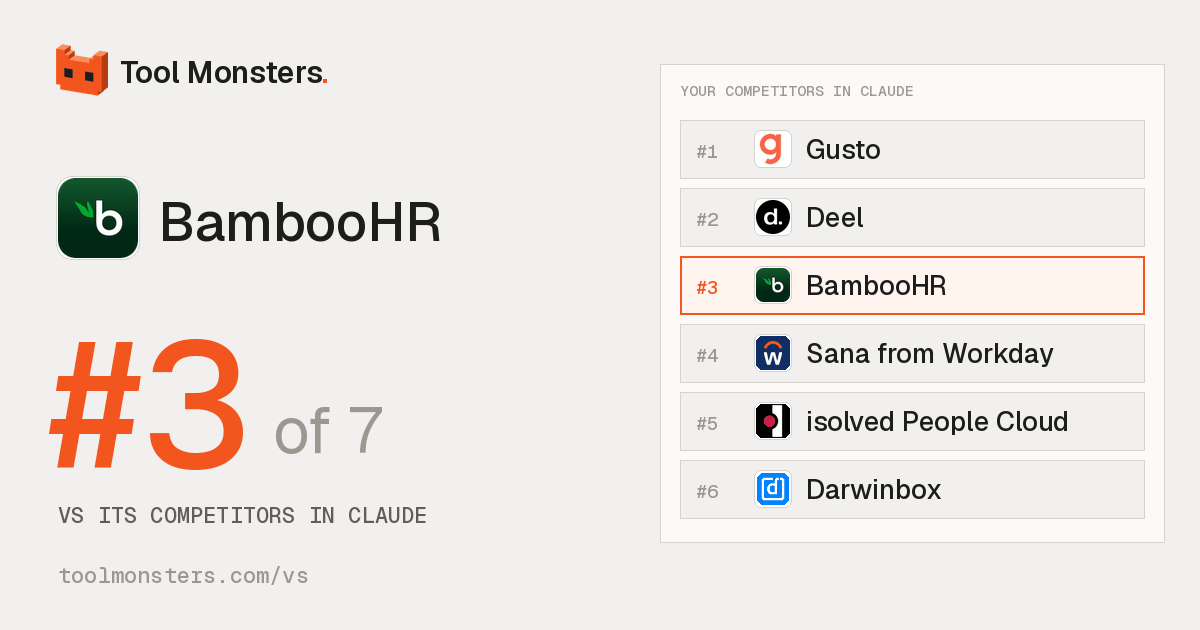 Tool Monsters.
BambooHR
#3 of 7
VS ITS COMPETITORS IN CLAUDE
toolmonsters.com/vs
YOUR COMPETITORS IN CLAUDE
#1 Gusto
#2 Deel
#3 BambooHR
#4 Sana from Workday
#5 isolved People Cloud
#6 Darwinbox